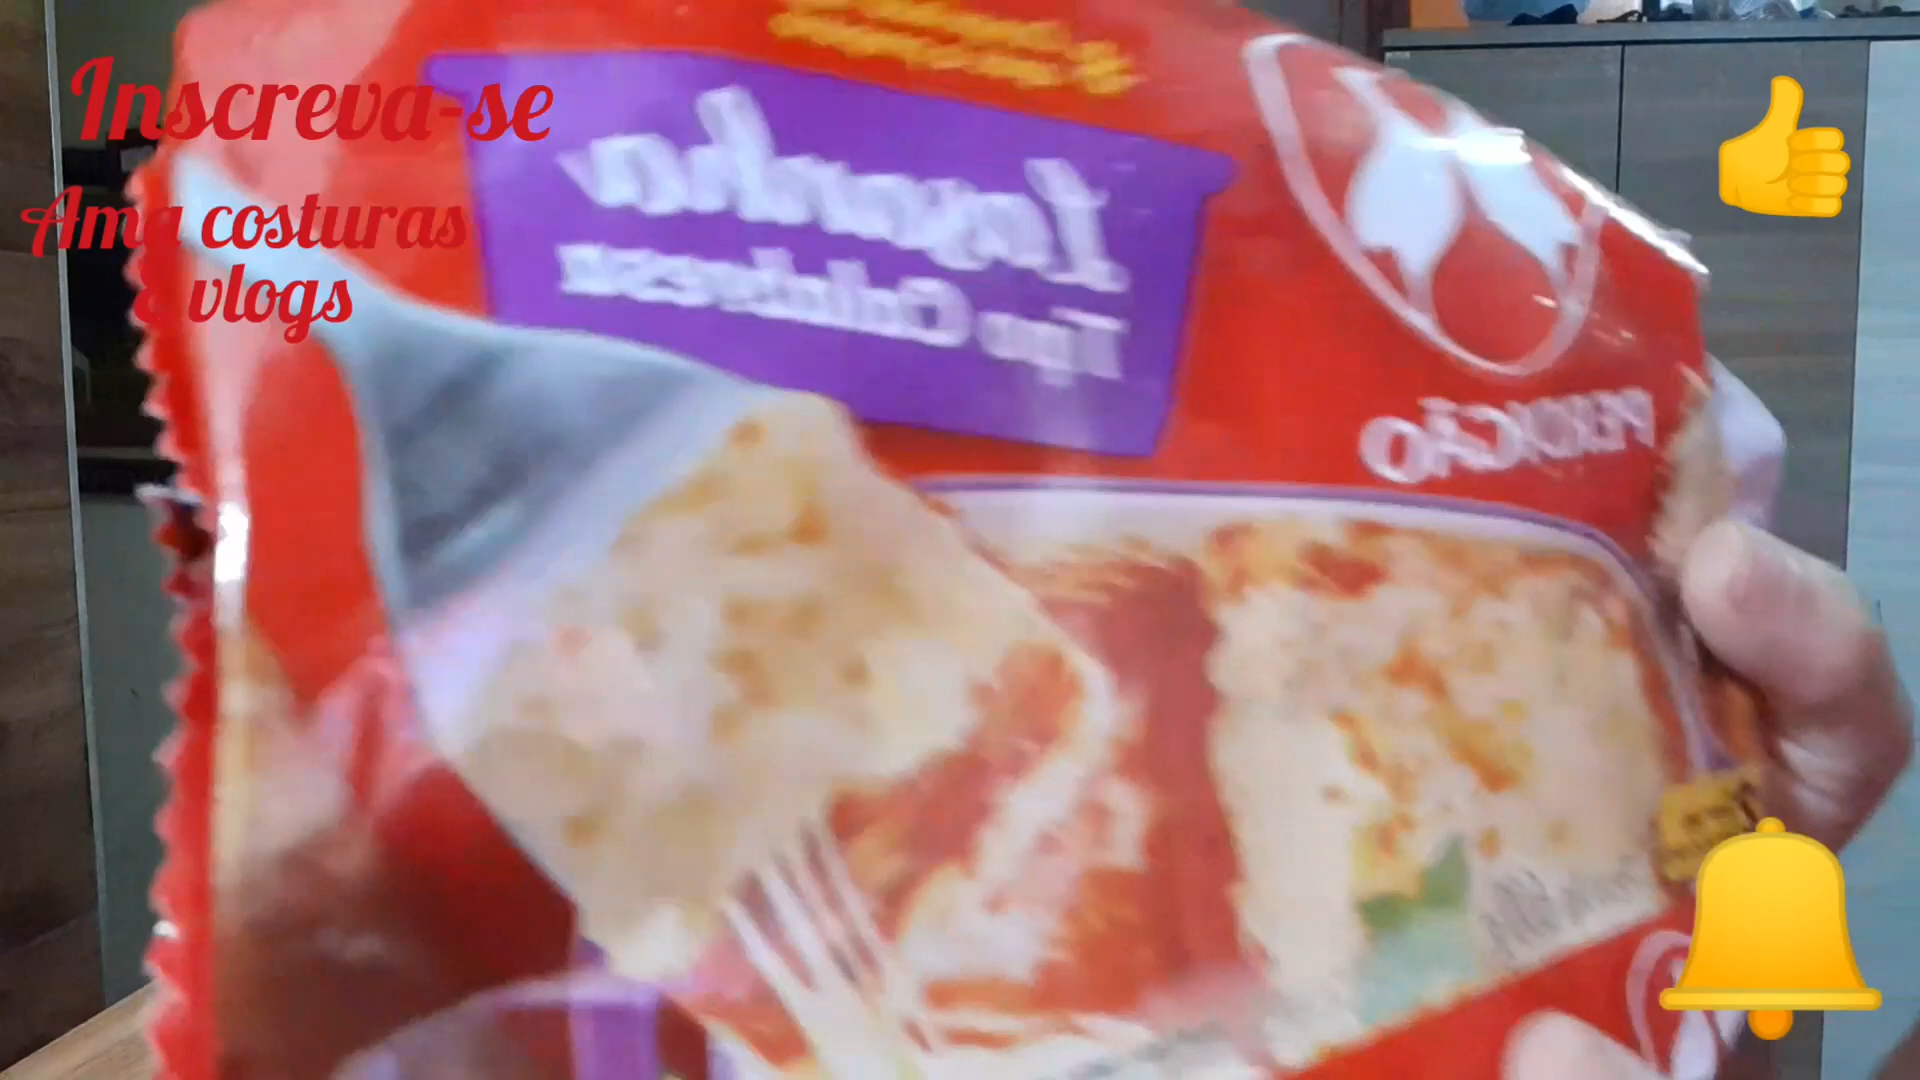 Inscreva-se
Ama costuras
& vlogs
Lasanha
Tipo Calabresa
PERDIGÃO